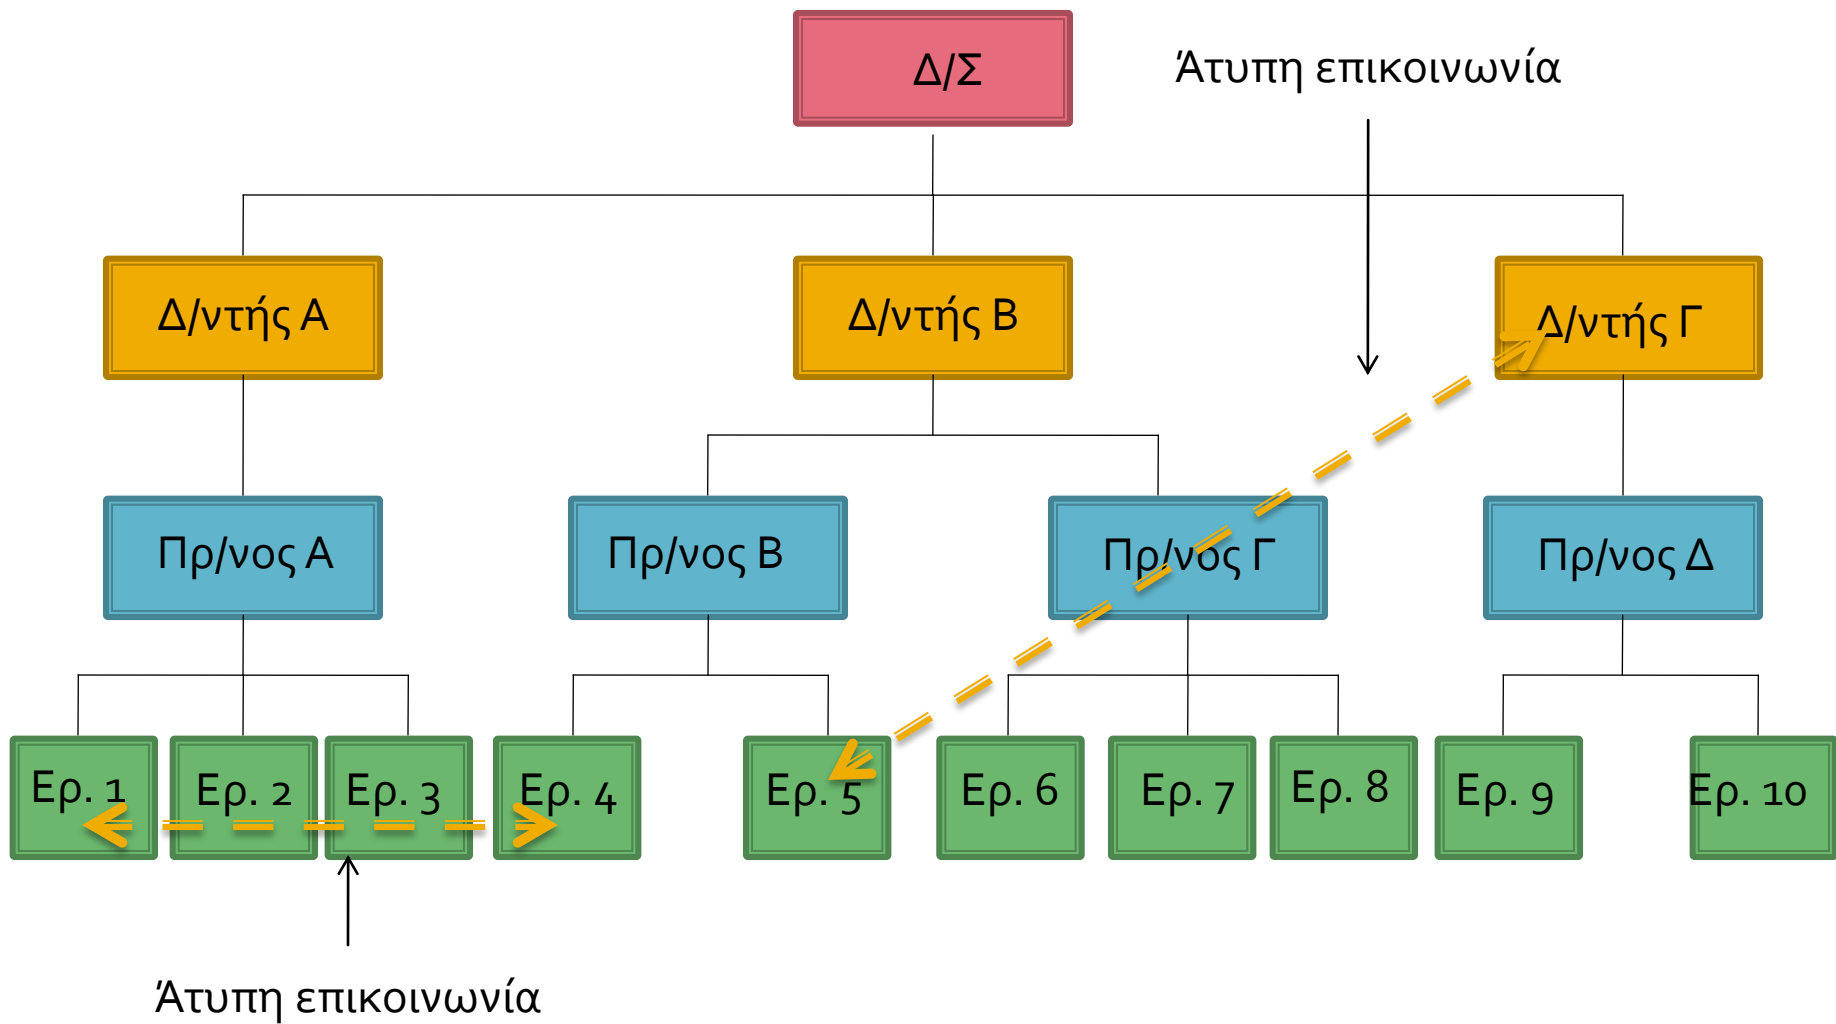 Δ/Σ
Άτυπη επικοινωνία
Δ/ντής Α
Δ/ντής Β
Δ/ντής Γ
Πρ/νος Α
Πρ/νος Β
Πρ/νος Γ
Πρ/νος Δ
Ερ. 1
Ερ. 2
Ερ. 3
Ερ. 4
Ερ. 5
Ερ. 6
Ερ. 7
Ερ. 8
Ερ. 9
Ερ. 10
Άτυπη επικοινωνία